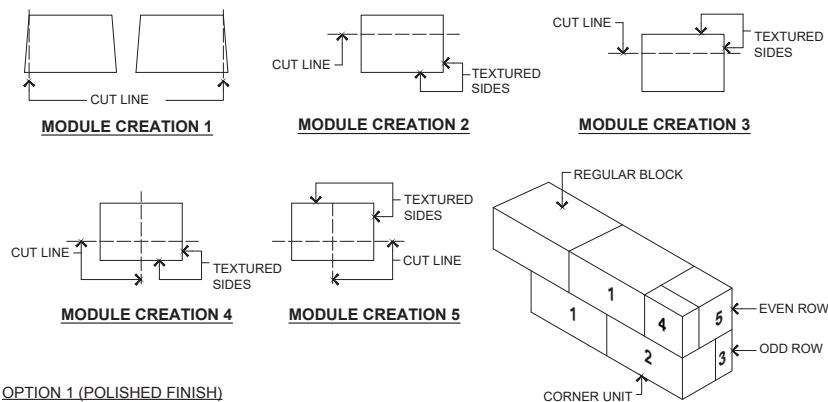 CUT LINE
MODULE CREATION 1
CUT LINE
TEXTURED
SIDES
MODULE CREATION 2
CUT LINE
TEXTURED
SIDES
MODULE CREATION 3
CUT LINE
TEXTURED
SIDES
MODULE CREATION 4
TEXTURED
SIDES
CUT LINE
MODULE CREATION 5
REGULAR BLOCK
1
1
4
5
EVEN ROW
2
3
ODD ROW
CORNER UNIT
OPTION 1 (POLISHED FINISH)